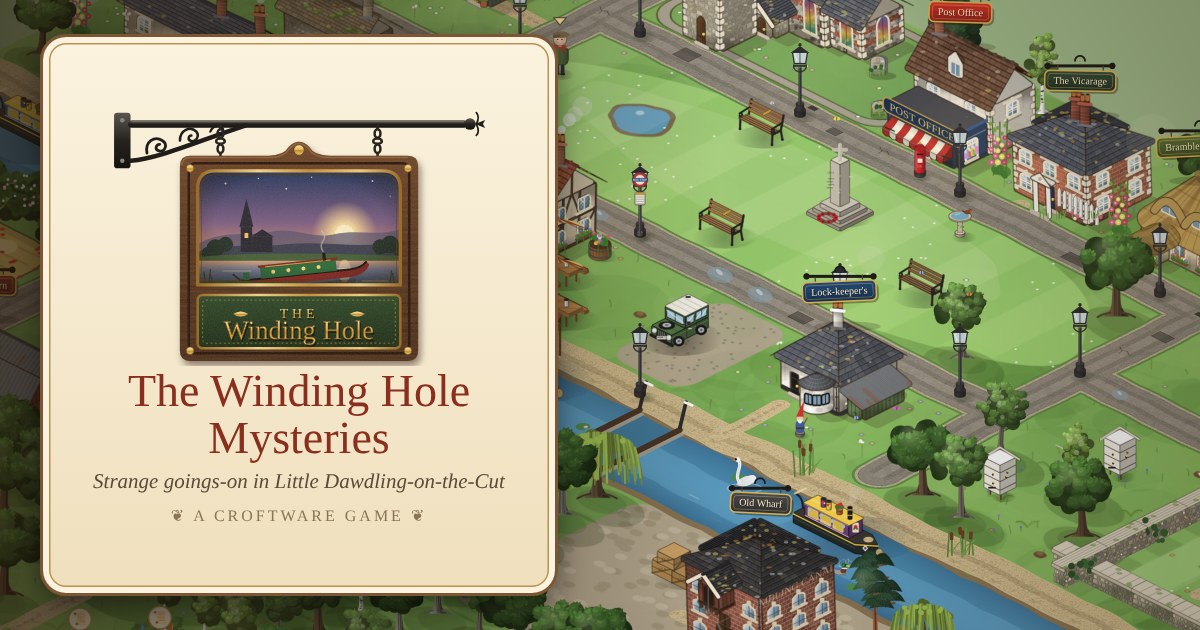 THE
Winding Hole
The Winding Hole
Mysteries
Strange goings-on in Little Dawdling-on-the-Cut
❦ A CROFTWARE GAME ❦
Post Office
The Vicarage
POST OFFICE
Bramble
Lock-keeper's
Old Wharf